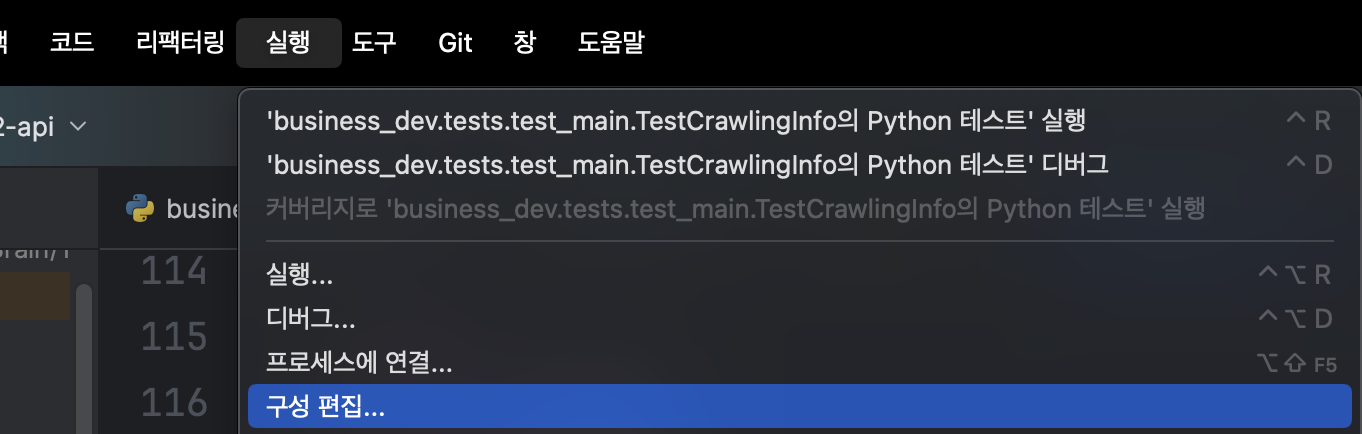 코드 리팩터링 실행 도구 Git 창 도움말
2-api
busine
'business_dev.tests.test_main.TestCrawlingInfo의 Python 테스트' 실행 ^ R
'business_dev.tests.test_main.TestCrawlingInfo의 Python 테스트' 디버그 ^ D
커버리지로 'business_dev.tests.test_main.TestCrawlingInfo의 Python 테스트' 실행
114
실행... ^ ⌥ R
115
디버그... ^ ⌥ D
프로세스에 연결... ⌥ ⇧ F5
116
구성 편집...